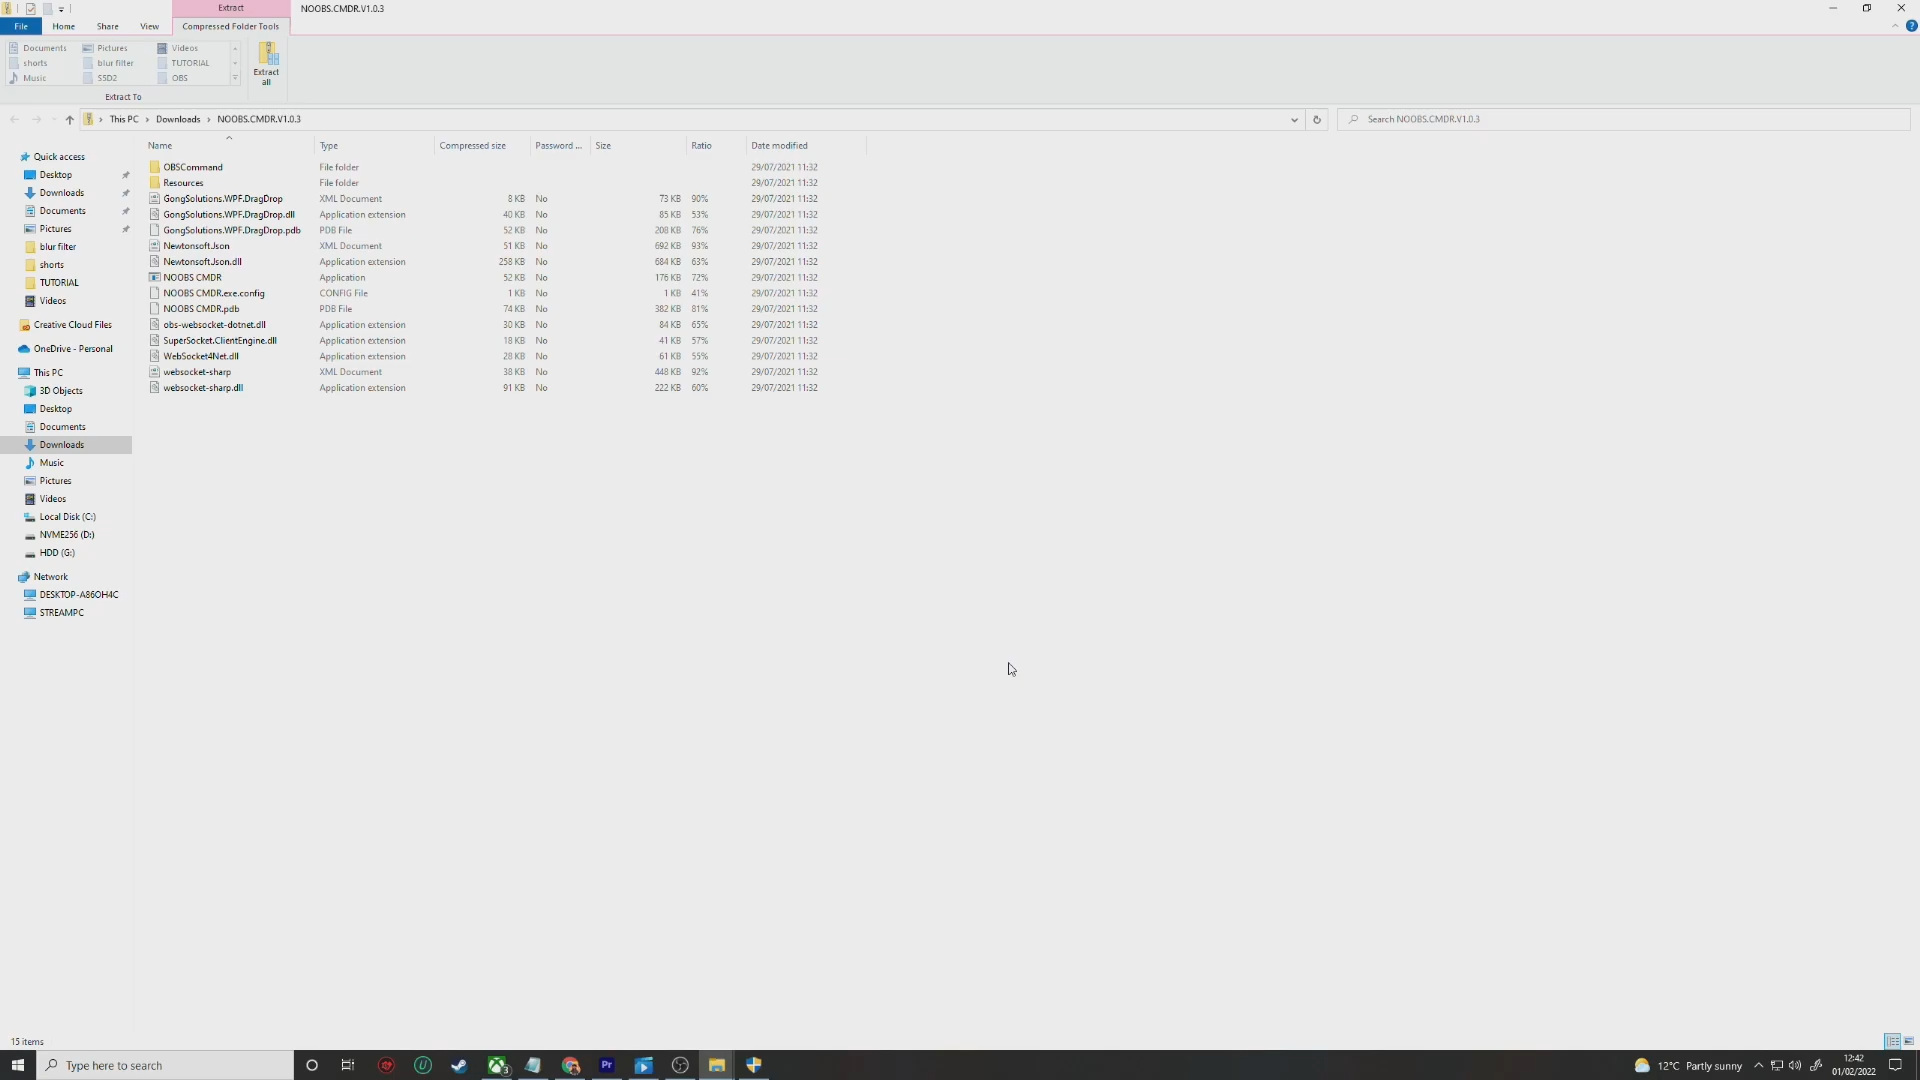 Extract
NOOBS.CMDR.V1.0.3
File Home Share View Compressed Folder Tools
Documents Pictures Videos
shorts blur filter TUTORIAL
Music S5D2 OBS
Extract all
Extract To
This PC Downloads NOOBS.CMDR.V1.0.3
Search NOOBS.CMDR.V1.0.3
Name Type Compressed size Password ... Size Ratio Date modified
OBSCommand File folder 29/07/2021 11:32
Resources File folder 29/07/2021 11:32
GongSolutions.WPF.DragDrop XML Document 8 KB No 73 KB 90% 29/07/2021 11:32
GongSolutions.WPF.DragDrop.dll Application extension 40 KB No 85 KB 53% 29/07/2021 11:32
GongSolutions.WPF.DragDrop.pdb PDB File 52 KB No 208 KB 76% 29/07/2021 11:32
Newtonsoft.Json XML Document 51 KB No 692 KB 93% 29/07/2021 11:32
Newtonsoft.Json.dll Application extension 258 KB No 684 KB 63% 29/07/2021 11:32
NOOBS CMDR Application 52 KB No 176 KB 72% 29/07/2021 11:32
NOOBS CMDR.exe.config CONFIG File 1 KB No 1 KB 41% 29/07/2021 11:32
NOOBS CMDR.pdb PDB File 74 KB No 382 KB 81% 29/07/2021 11:32
obs-websocket-dotnet.dll Application extension 30 KB No 84 KB 65% 29/07/2021 11:32
SuperSocket.ClientEngine.dll Application extension 18 KB No 41 KB 57% 29/07/2021 11:32
WebSocket4Net.dll Application extension 28 KB No 61 KB 55% 29/07/2021 11:32
websocket-sharp XML Document 38 KB No 448 KB 92% 29/07/2021 11:32
websocket-sharp.dll Application extension 91 KB No 222 KB 60% 29/07/2021 11:32
Quick access
Desktop
Downloads
Documents
Pictures
blur filter
shorts
TUTORIAL
Videos
Creative Cloud Files
OneDrive - Personal
This PC
3D Objects
Desktop
Documents
Downloads
Music
Pictures
Videos
Local Disk (C:)
NVME256 (D:)
HDD (G:)
Network
DESKTOP-A86OH4C
STREAMPC
15 items
Type here to search
U
3
Pr
12°C Partly sunny
12:42
01/02/2022